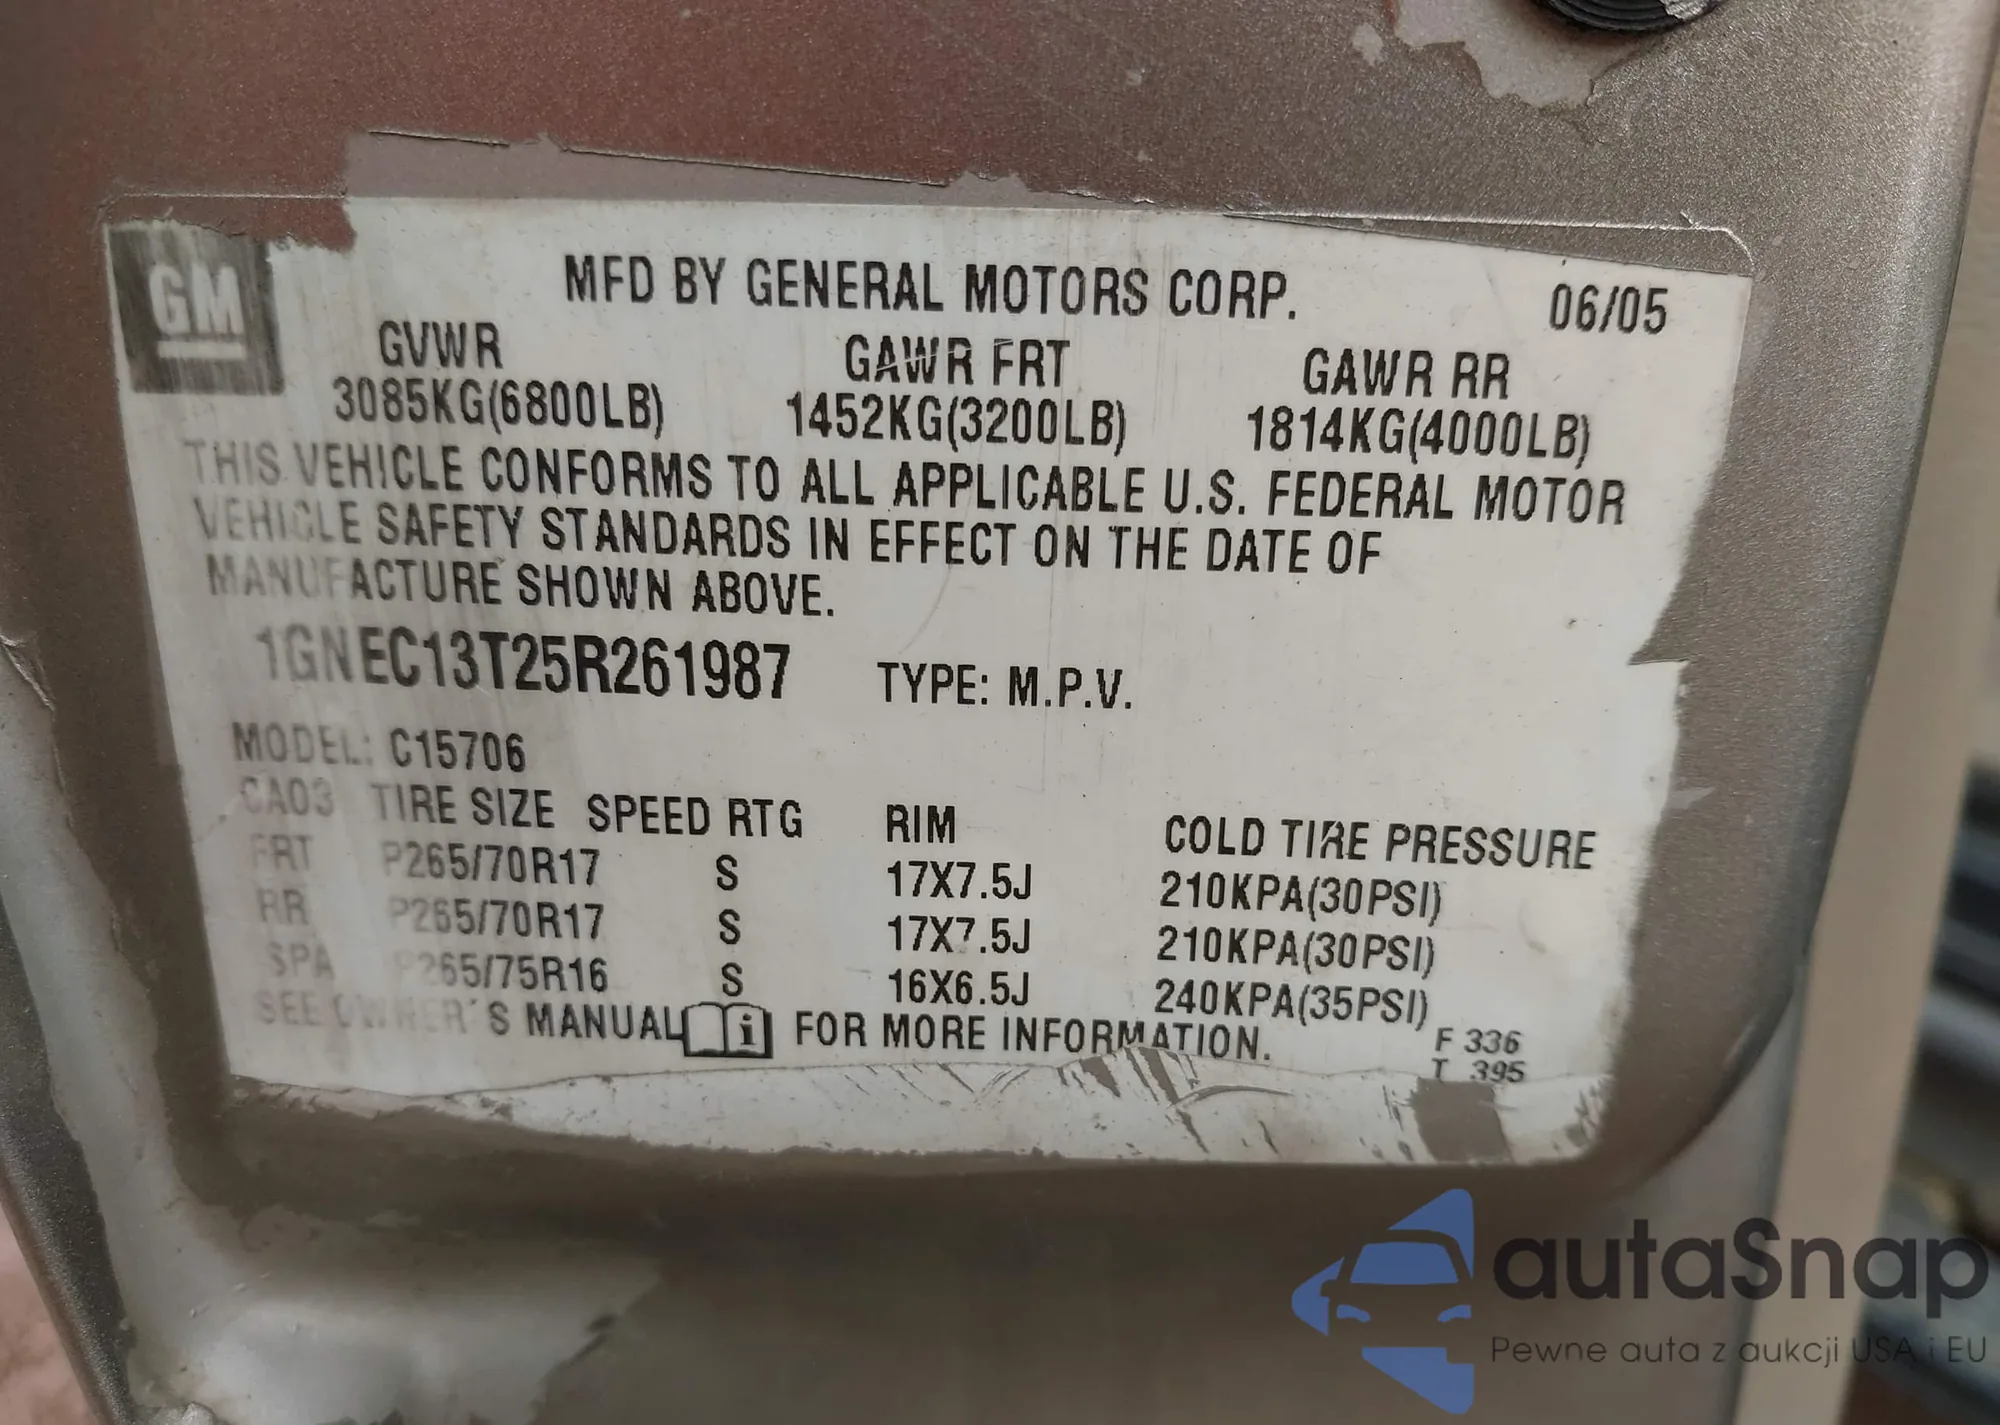 GM
MFD BY GENERAL MOTORS CORP. 06/05
GVWR GAWR FRT GAWR RR
3085KG(6800LB) 1452KG(3200LB) 1814KG(4000LB)
THIS VEHICLE CONFORMS TO ALL APPLICABLE U.S. FEDERAL MOTOR
VEHICLE SAFETY STANDARDS IN EFFECT ON THE DATE OF
MANUFACTURE SHOWN ABOVE.
1GNEC13T25R261987 TYPE: M.P.V.
MODEL: C15706
CA03 TIRE SIZE SPEED RTG RIM COLD TIRE PRESSURE
FRT P265/70R17 S 17X7.5J 210KPA(30PSI)
RR P265/70R17 S 17X7.5J 210KPA(30PSI)
SPA P265/75R16 S 16X6.5J 240KPA(35PSI)
SEE OWNER'S MANUAL i FOR MORE INFORMATION.
F 336
T 395
autaSnap
Pewne auta z aukcji USA i EU